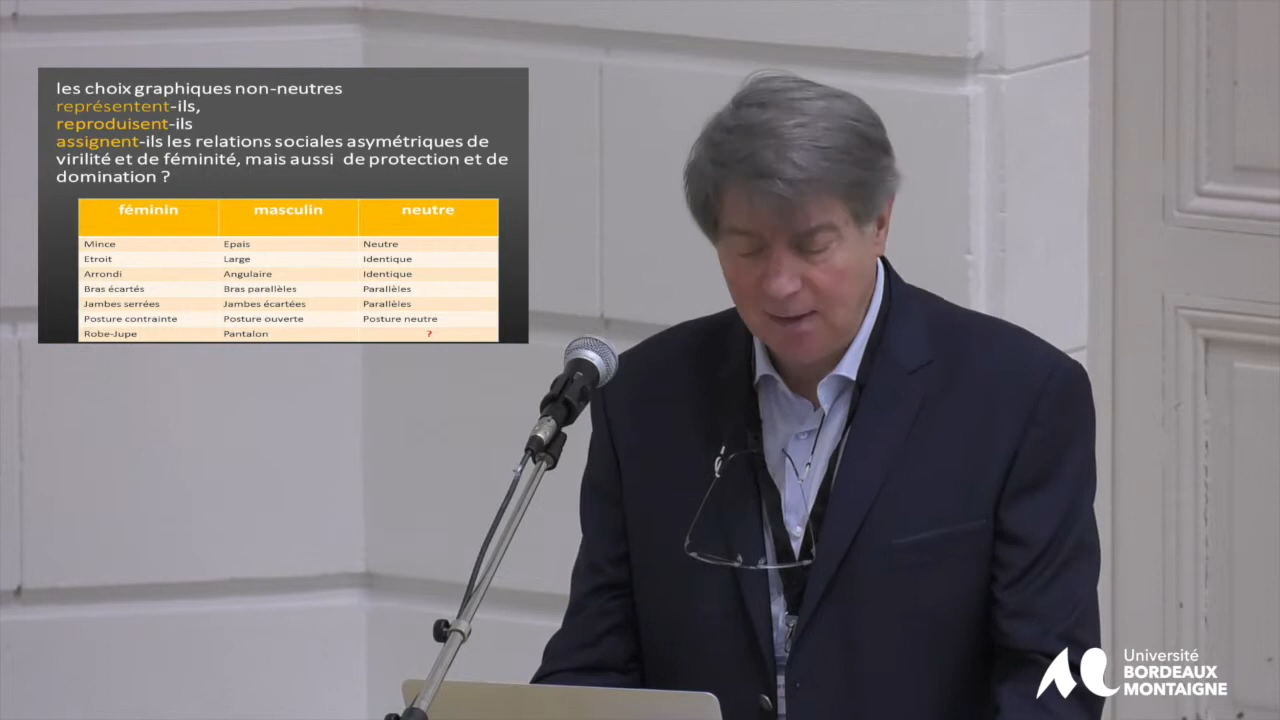 les choix graphiques non-neutres
représentent-ils,
reproduisent-ils
assignent-ils les relations sociales asymétriques de
virilité et de féminité, mais aussi de protection et de
domination ?
féminin masculin neutre
Mince Epais Neutre
Etroit Large Identique
Arrondi Angulaire Identique
Bras écartés Bras parallèles Parallèles
Jambes serrées Jambes écartées Parallèles
Posture contrainte Posture ouverte Posture neutre
Robe-Jupe Pantalon ?
Université
BORDEAUX
MONTAIGNE